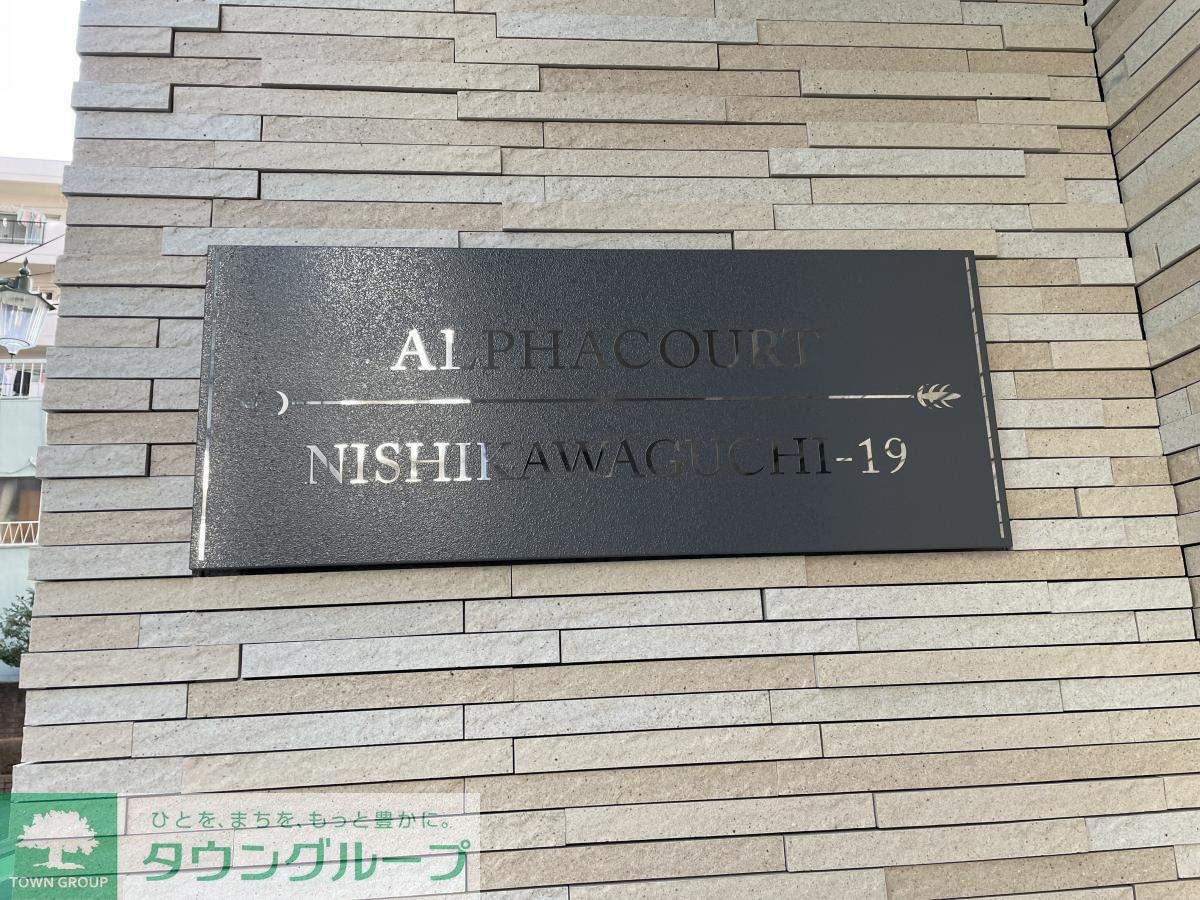 ALPHACOURT
NISHIKAWAGUCHI-19
ひとを、まちを、もっと豊かに。
タウングループ
TOWN GROUP